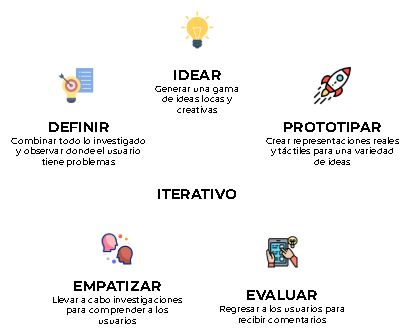 IDEAR
Generar una gama
de ideas locas y
creativas
DEFINIR
Combinar todo lo investigado
y observar donde el usuario
tiene problemas
PROTOTIPAR
Crear representaciones reales
y táctiles para una variedad
de ideas
ITERATIVO
EMPATIZAR
Llevar a cabo investigaciones
para comprender a los
usuarios
EVALUAR
Regresar a los usuarios para
recibir comentarios